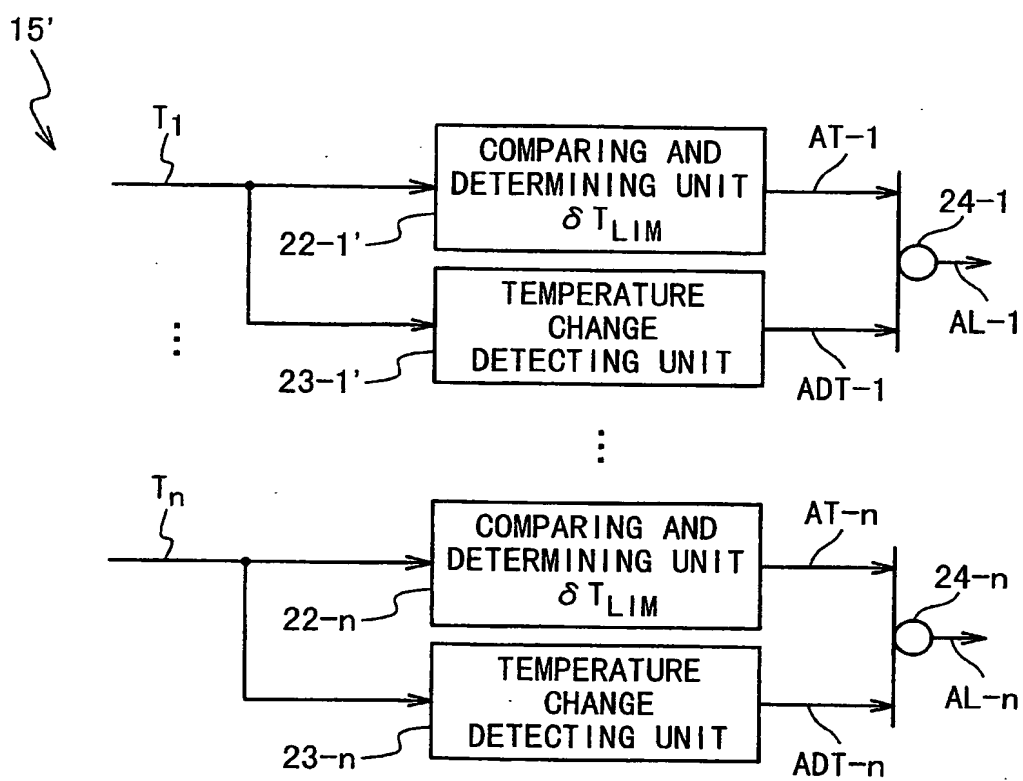 15'
T1
COMPARING AND
DETERMINING UNIT
δTLIM
AT-1
24-1
22-1'
AL-1
TEMPERATURE
CHANGE
DETECTING UNIT
23-1'
ADT-1
Tn
COMPARING AND
DETERMINING UNIT
δTLIM
AT-n
24-n
22-n
AL-n
TEMPERATURE
CHANGE
DETECTING UNIT
23-n
ADT-n